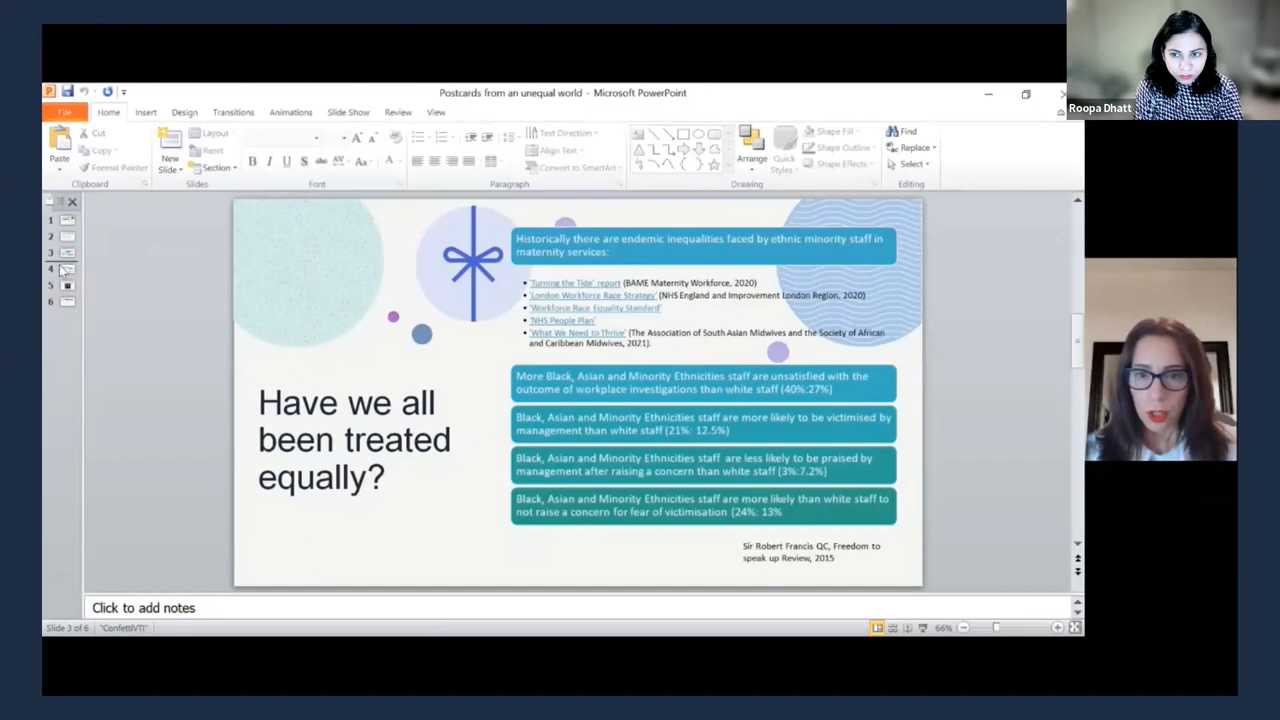 Postcards from an unequal world - Microsoft PowerPoint
Roopa Dhatt
File Home Insert Design Transitions Animations Slide Show Review View
Paste
Cut
Copy
Format Painter
Clipboard
New
Slide
Layout
Reset
Section
Slides
B I U S abc AV Aa A
Font
Text Direction
Align Text
Convert to SmartArt
Paragraph
Arrange
Quick
Styles
Shape Fill
Shape Outline
Shape Effects
Drawing
Find
Replace
Select
Editing
1
2
3
4
5
6
Have we all
been treated
equally?
Historically there are endemic inequalities faced by ethnic minority staff in
maternity services:
• 'Turning the Tide' report (BAME Maternity Workforce, 2020)
• 'London Workforce Race Strategy' (NHS England and Improvement London Region, 2020)
• 'Workforce Race Equality Standard'
• 'NHS People Plan'
• 'What We Need to Thrive' (The Association of South Asian Midwives and the Society of African
and Caribbean Midwives, 2021).
More Black, Asian and Minority Ethnicities staff are unsatisfied with the
outcome of workplace investigations than white staff (40%:27%)
Black, Asian and Minority Ethnicities staff are more likely to be victimised by
management than white staff (21%: 12.5%)
Black, Asian and Minority Ethnicities staff are less likely to be praised by
management after raising a concern than white staff (3%:7.2%)
Black, Asian and Minority Ethnicities staff are more likely than white staff to
not raise a concern for fear of victimisation (24%: 13%
Sir Robert Francis QC, Freedom to
speak up Review, 2015
Click to add notes
Slide 3 of 6 "ConfettiVTI" 66%